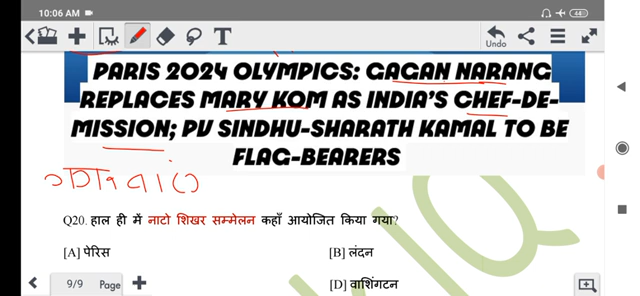 10:06 AM
44
T
Undo
PARIS 2024 OLYMPICS: GAGAN NARANG
REPLACES MARY KOM AS INDIA'S CHEF-DE-
MISSION; PV SINDHU-SHARATH KAMAL TO BE
FLAG-BEARERS
Q20. हाल ही में नाटो शिखर सम्मेलन कहाँ आयोजित किया गया?
[A] पेरिस [B] लंदन
[D] वाशिंगटन
9/9 Page